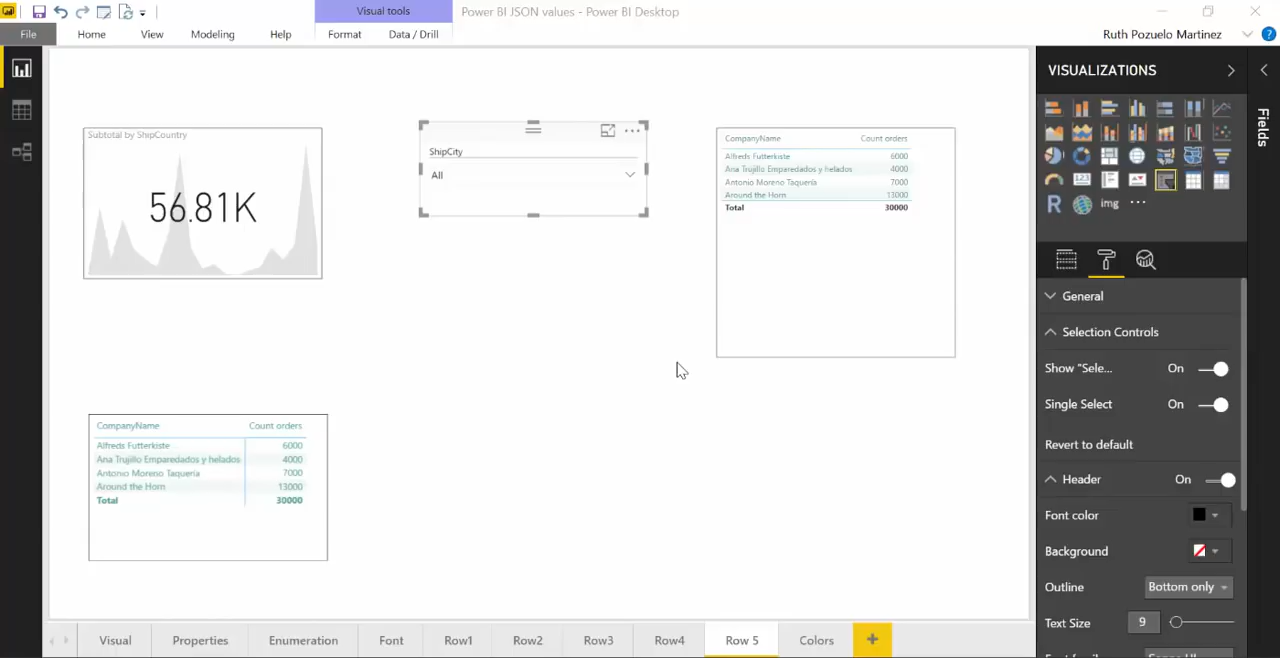 Visual tools
Power BI JSON values - Power BI Desktop
File
Home
View
Modeling
Help
Format
Data / Drill
Ruth Pozuelo Martinez
?
Subtotal by ShipCountry
56.81K
ShipCity
All
CompanyName Count orders
Alfreds Futterkiste 6000
Ana Trujillo Emparedados y helados 4000
Antonio Moreno Taquería 7000
Around the Horn 13000
Total 30000
CompanyName Count orders
Alfreds Futterkiste 6000
Ana Trujillo Emparedados y helados 4000
Antonio Moreno Taquería 7000
Around the Horn 13000
Total 30000
VISUALIZATIONS
Fields
123
R
img
General
Selection Controls
Show "Sele... On
Single Select On
Revert to default
Header On
Font color
Background
Outline Bottom only
Text Size 9
Visual
Properties
Enumeration
Font
Row1
Row2
Row3
Row4
Row 5
Colors
+